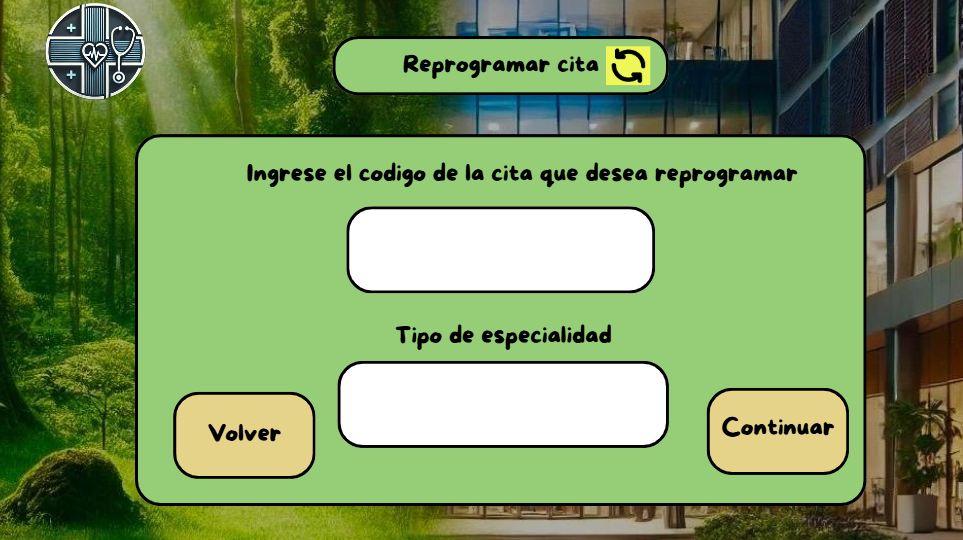 Reprogramar cita
Ingrese el codigo de la cita que desea reprogramar
Tipo de especialidad
Volver
Continuar